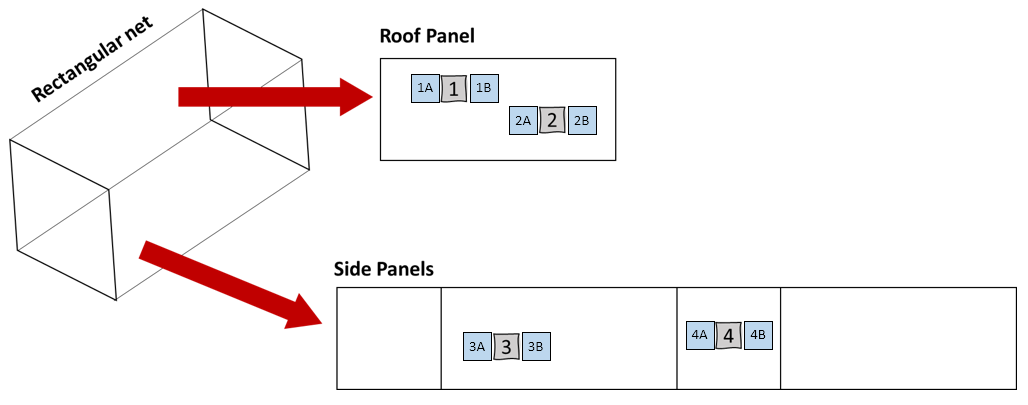 Rectangular net
Roof Panel
1A 1 1B
2A 2 2B
Side Panels
3A 3 3B
4A 4 4B